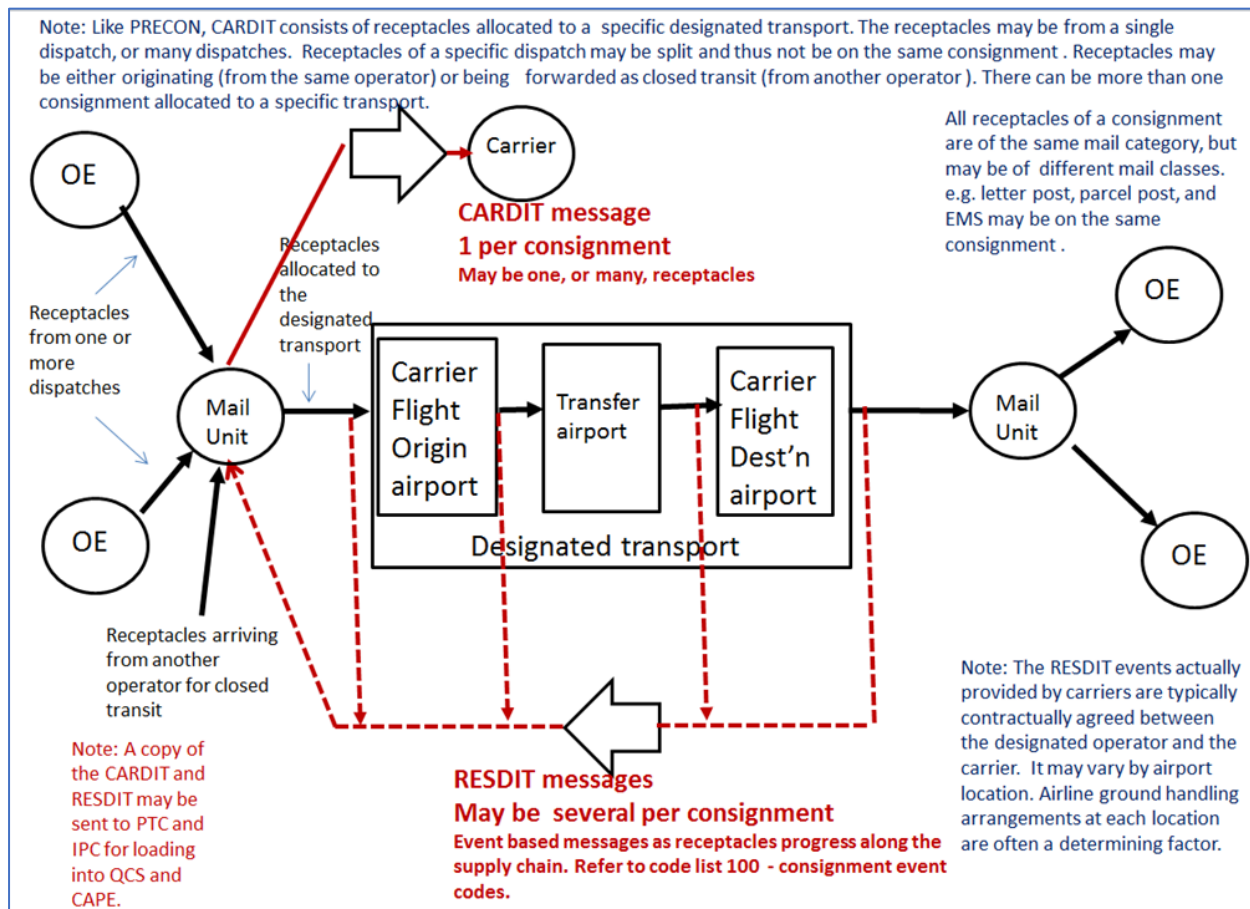 Note: Like PRECON, CARDIT consists of receptacles allocated to a specific designated transport. The receptacles may be from a single
dispatch, or many dispatches. Receptacles of a specific dispatch may be split and thus not be on the same consignment . Receptacles may
be either originating (from the same operator) or being forwarded as closed transit (from another operator ). There can be more than one
consignment allocated to a specific transport.
All receptacles of a consignment
are of the same mail category, but
may be of different mail classes.
e.g. letter post, parcel post, and
EMS may be on the same
consignment .
OE
Carrier
CARDIT message
1 per consignment
May be one, or many, receptacles
Receptacles
allocated to
the
designated
transport
Receptacles
from one or
more
dispatches
Mail
Unit
OE
Carrier
Flight
Origin
airport
Transfer
airport
Carrier
Flight
Dest'n
airport
Designated transport
Mail
Unit
OE
OE
Receptacles arriving
from another
operator for closed
transit
Note: A copy of
the CARDIT and
RESDIT may be
sent to PTC and
IPC for loading
into QCS and
CAPE.
RESDIT messages
May be several per consignment
Event based messages as receptacles progress along the
supply chain. Refer to code list 100 - consignment event
codes.
Note: The RESDIT events actually
provided by carriers are typically
contractually agreed between
the designated operator and the
carrier. It may vary by airport
location. Airline ground handling
arrangements at each location
are often a determining factor.